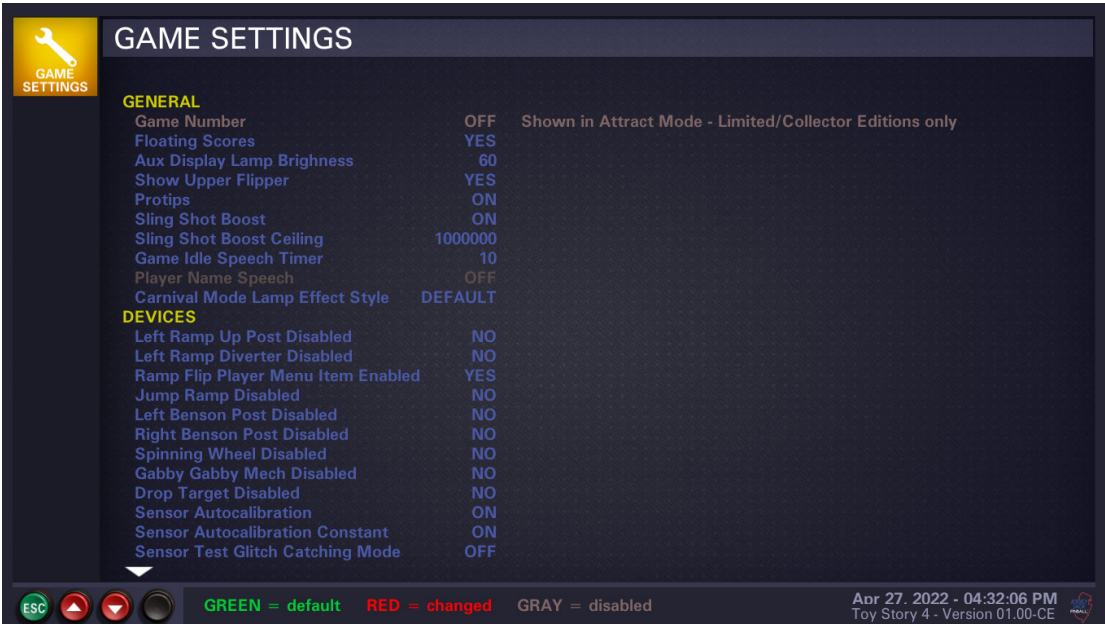 GAME SETTINGS
GAME SETTINGS
GENERAL
Game Number OFF Shown in Attract Mode - Limited/Collector Editions only
Floating Scores YES
Aux Display Lamp Brighness 60
Show Upper Flipper YES
Protips ON
Sling Shot Boost ON
Sling Shot Boost Ceiling 1000000
Game Idle Speech Timer 10
Player Name Speech OFF
Carnival Mode Lamp Effect Style DEFAULT
DEVICES
Left Ramp Up Post Disabled NO
Left Ramp Diverter Disabled NO
Ramp Flip Player Menu Item Enabled YES
Jump Ramp Disabled NO
Left Benson Post Disabled NO
Right Benson Post Disabled NO
Spinning Wheel Disabled NO
Gabby Gabby Mech Disabled NO
Drop Target Disabled NO
Sensor Autocalibration ON
Sensor Autocalibration Constant ON
Sensor Test Glitch Catching Mode OFF
ESC GREEN = default RED = changed GRAY = disabled
Apr 27, 2022 - 04:32:06 PM
Toy Story 4 - Version 01.00-CE